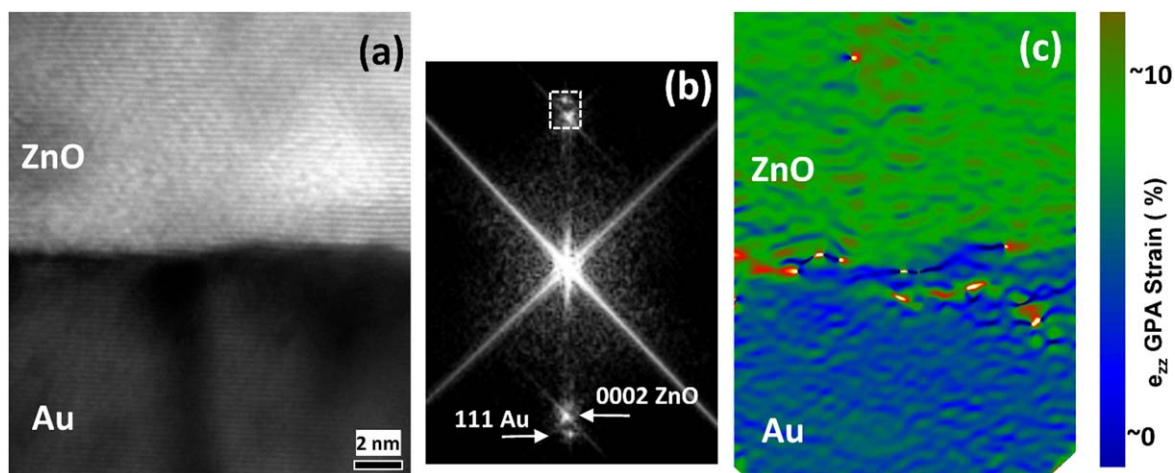 (a)
ZnO
Au
2 nm
(b)
0002 ZnO
111 Au
(c)
ZnO
Au
~10
e_zz GPA Strain ( %)
~0